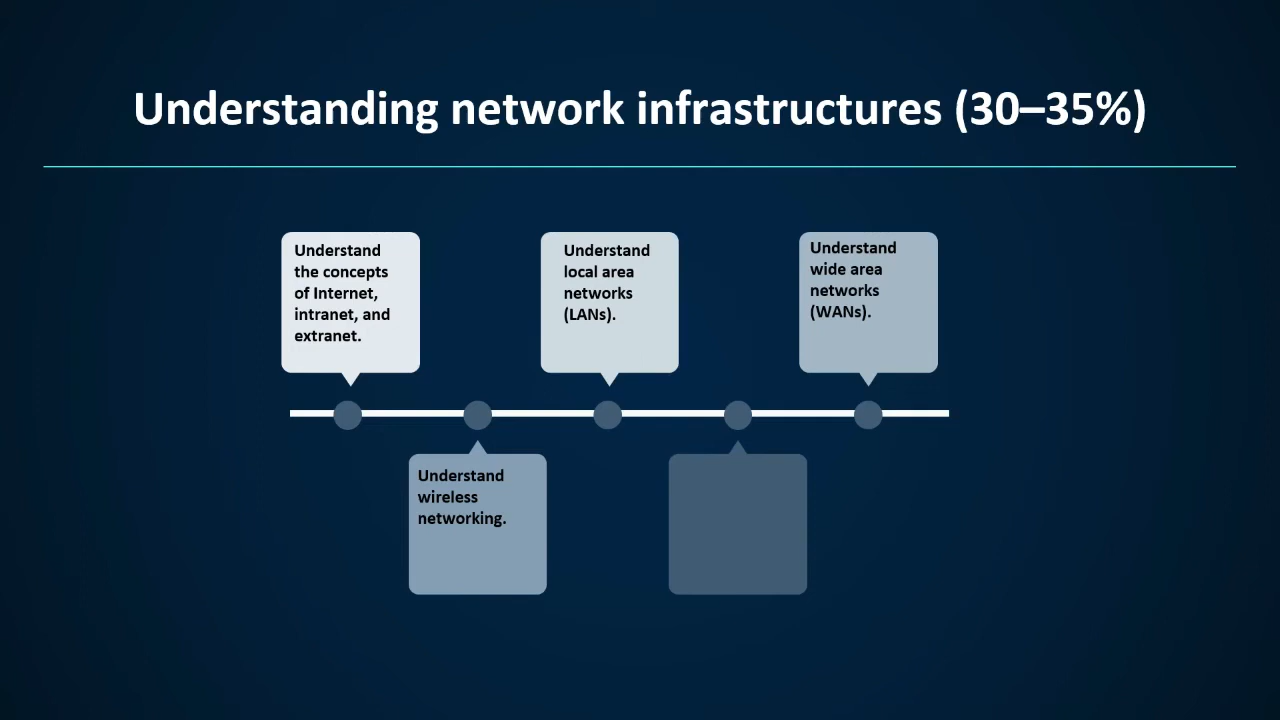 Understanding network infrastructures (30–35%)
Understand
the concepts
of Internet,
intranet, and
extranet.
Understand
local area
networks
(LANs).
Understand
wide area
networks
(WANs).
Understand
wireless
networking.